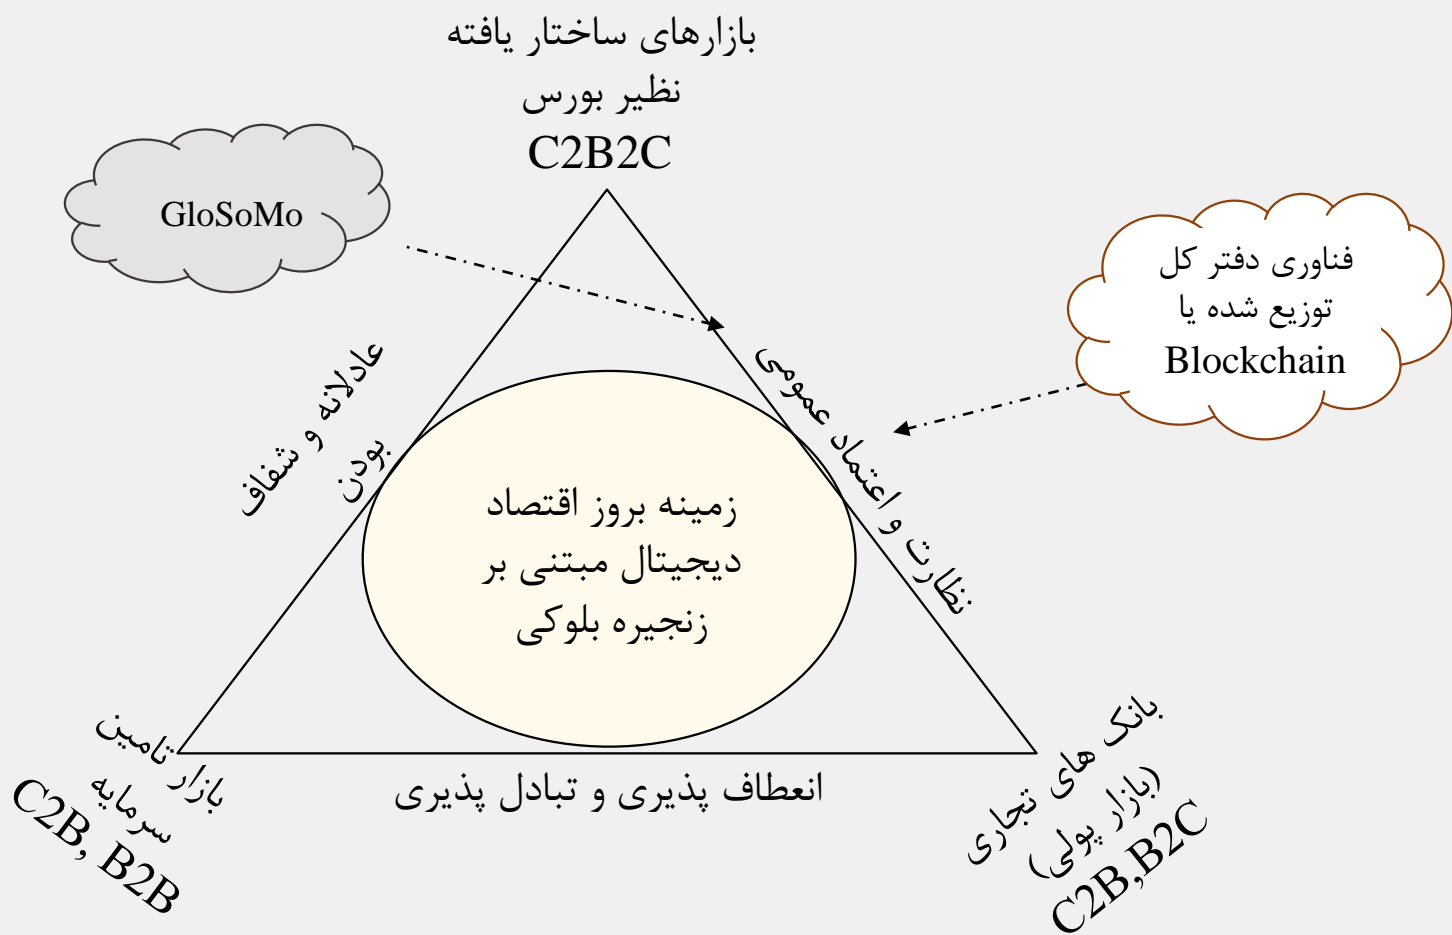 بازارهای ساختار یافته
نظیر بورس
C2B2C
GloSoMo
فناوری دفتر کل
توزیع شده یا
Blockchain
عادلانه و شفاف
بودن
نظارت و اعتماد عمومی
زمینه بروز اقتصاد
دیجیتال مبتنی بر
زنجیره بلوکی
بازار تامین
سرمایه
C2B, B2B
انعطاف پذیری و تبادل پذیری
بانک های تجاری
(بازار پولی)
C2B,B2C